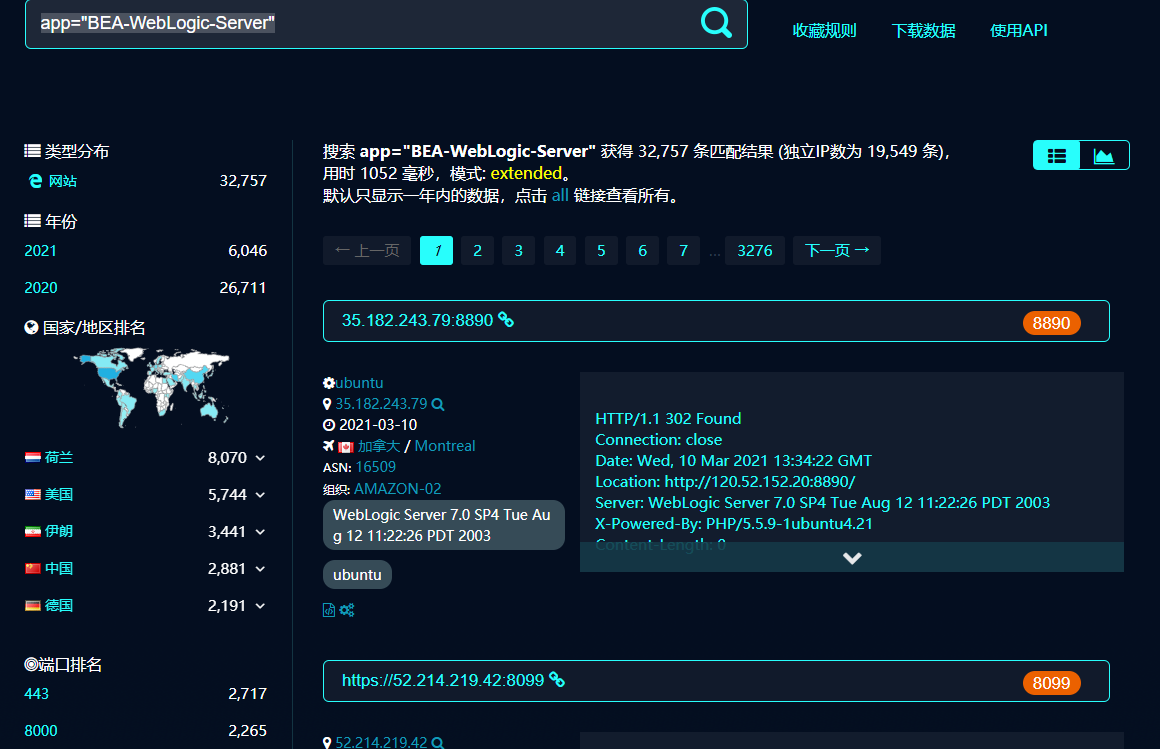 app="BEA-WebLogic-Server"
收藏规则 下载数据 使用API
类型分布
网站 32,757
年份
2021 6,046
2020 26,711
国家/地区排名
荷兰 8,070
美国 5,744
伊朗 3,441
中国 2,881
德国 2,191
端口排名
443 2,717
8000 2,265
搜索 app="BEA-WebLogic-Server" 获得 32,757 条匹配结果 (独立IP数为 19,549 条)，
用时 1052 毫秒，模式: extended。
默认只显示一年内的数据，点击 all 链接查看所有。
← 上一页 1 2 3 4 5 6 7 ... 3276 下一页 →
35.182.243.79:8890 8890
ubuntu
35.182.243.79
2021-03-10
加拿大 / Montreal
ASN: 16509
组织: AMAZON-02
WebLogic Server 7.0 SP4 Tue Au
g 12 11:22:26 PDT 2003
ubuntu
HTTP/1.1 302 Found
Connection: close
Date: Wed, 10 Mar 2021 13:34:22 GMT
Location: http://120.52.152.20:8890/
Server: WebLogic Server 7.0 SP4 Tue Aug 12 11:22:26 PDT 2003
X-Powered-By: PHP/5.5.9-1ubuntu4.21
Content-Length: 0
https://52.214.219.42:8099 8099
52.214.219.42